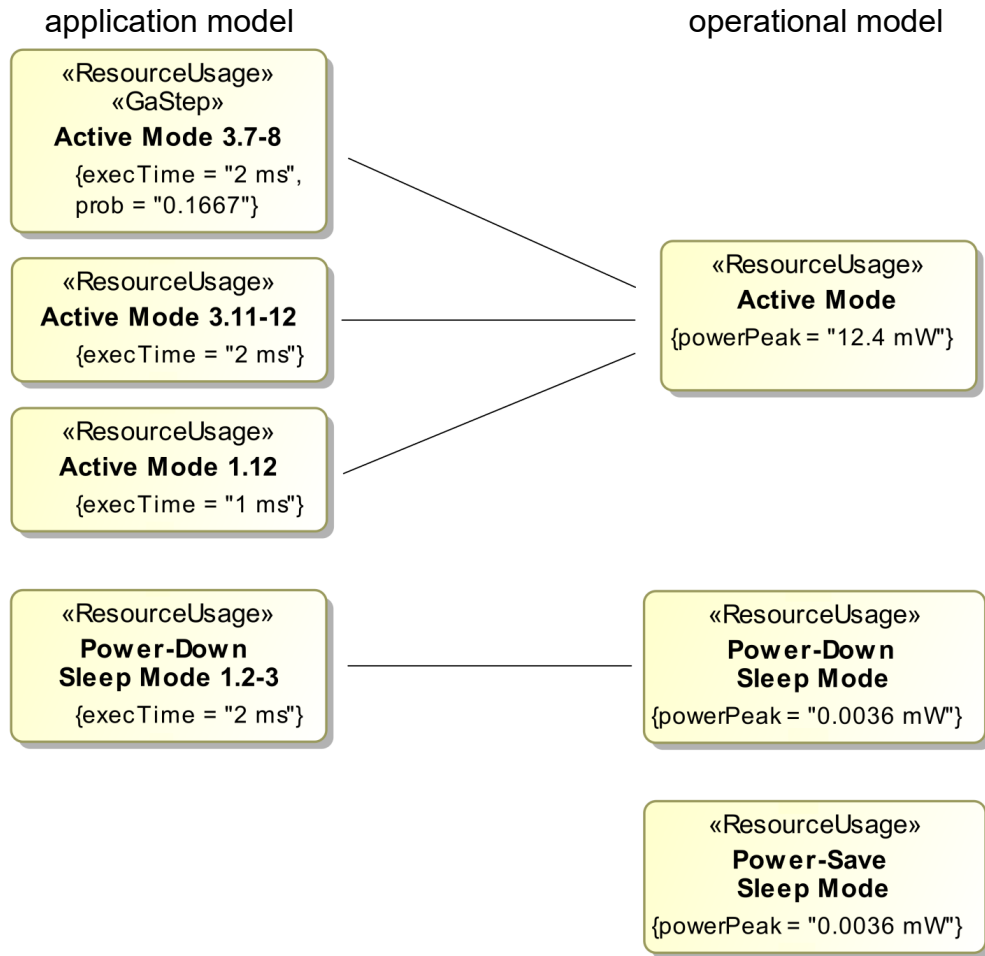 application model
operational model
«ResourceUsage»
«GaStep»
Active Mode 3.7-8
{execTime = "2 ms",
prob = "0.1667"}
«ResourceUsage»
Active Mode 3.11-12
{execTime = "2 ms"}
«ResourceUsage»
Active Mode 1.12
{execTime = "1 ms"}
«ResourceUsage»
Power-Down
Sleep Mode 1.2-3
{execTime = "2 ms"}
«ResourceUsage»
Active Mode
{powerPeak = "12.4 mW"}
«ResourceUsage»
Power-Down
Sleep Mode
{powerPeak = "0.0036 mW"}
«ResourceUsage»
Power-Save
Sleep Mode
{powerPeak = "0.0036 mW"}